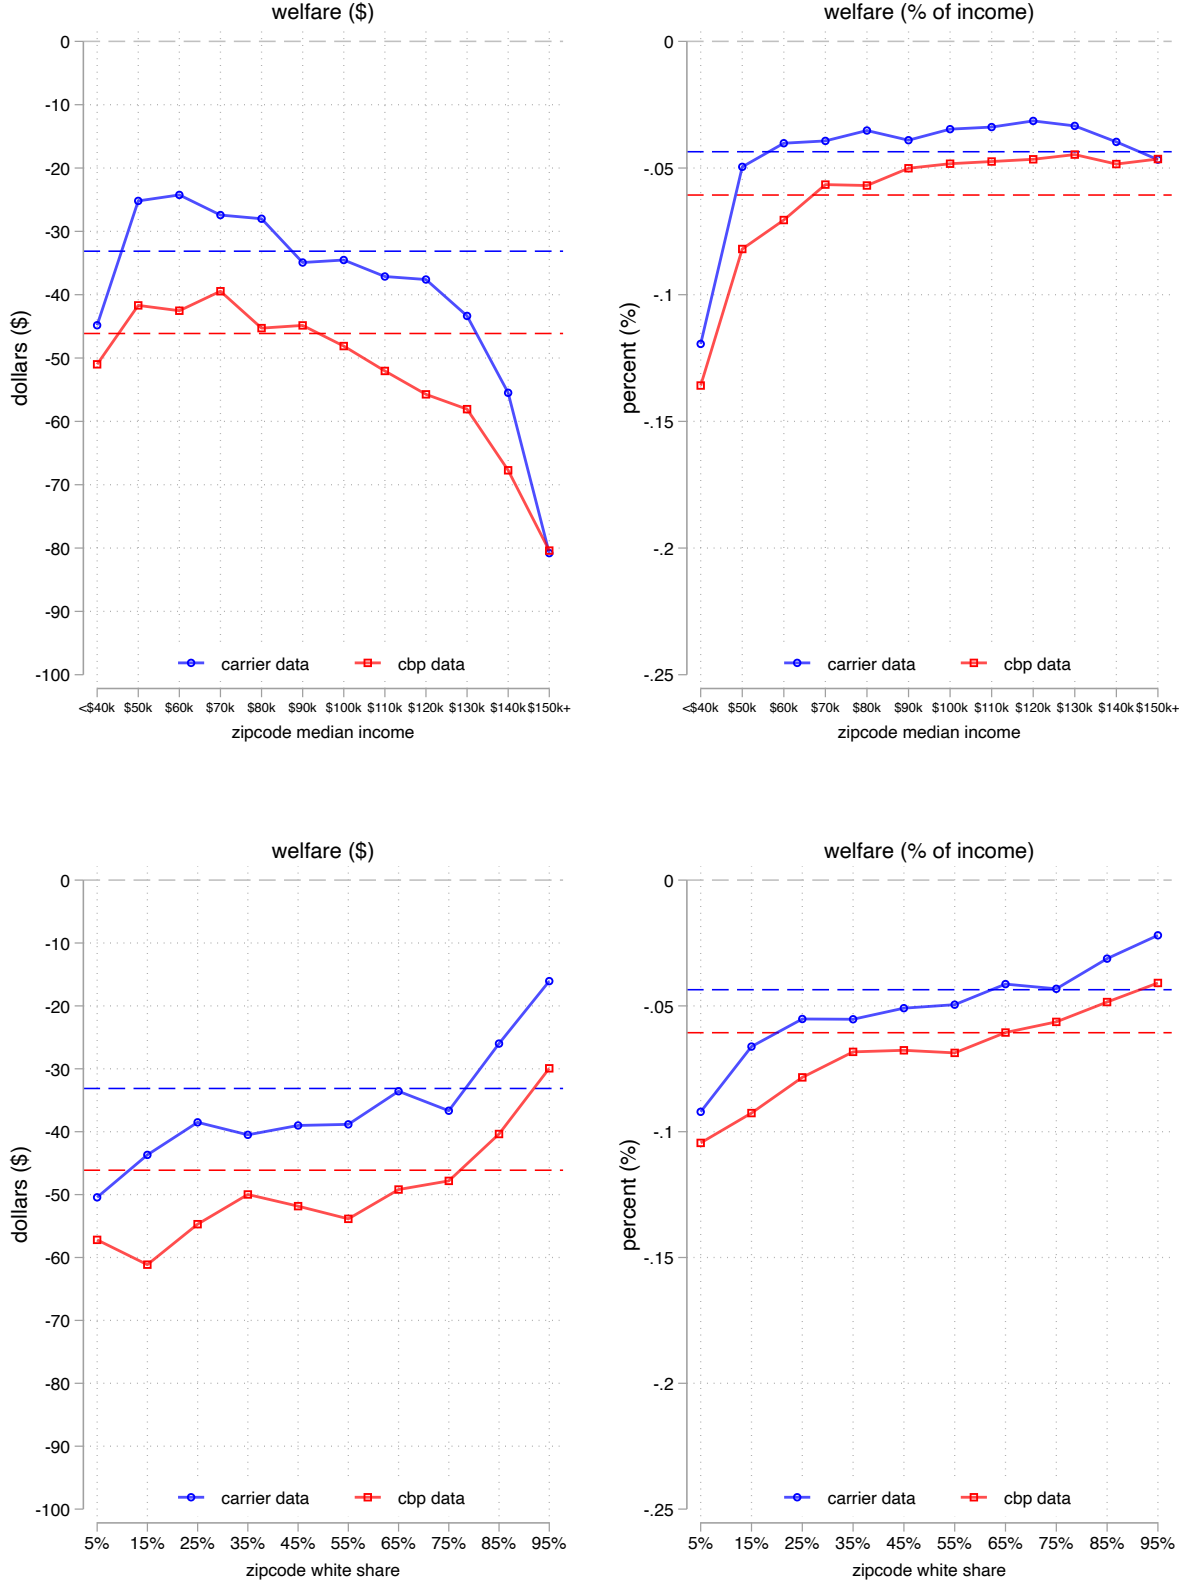 welfare ($)
0
-10
-20
-30
-40
-50
-60
-70
-80
-90
-100
dollars ($)
carrier data
cbp data
<$40k $50k $60k $70k $80k $90k $100k $110k $120k $130k $140k $150k+
zipcode median income
welfare (% of income)
0
-.05
-.1
-.15
-.2
-.25
percent (%)
carrier data
cbp data
<$40k $50k $60k $70k $80k $90k $100k $110k $120k $130k $140k $150k+
zipcode median income
welfare ($)
0
-10
-20
-30
-40
-50
-60
-70
-80
-90
-100
dollars ($)
carrier data
cbp data
5% 15% 25% 35% 45% 55% 65% 75% 85% 95%
zipcode white share
welfare (% of income)
0
-.05
-.1
-.15
-.2
-.25
percent (%)
carrier data
cbp data
5% 15% 25% 35% 45% 55% 65% 75% 85% 95%
zipcode white share